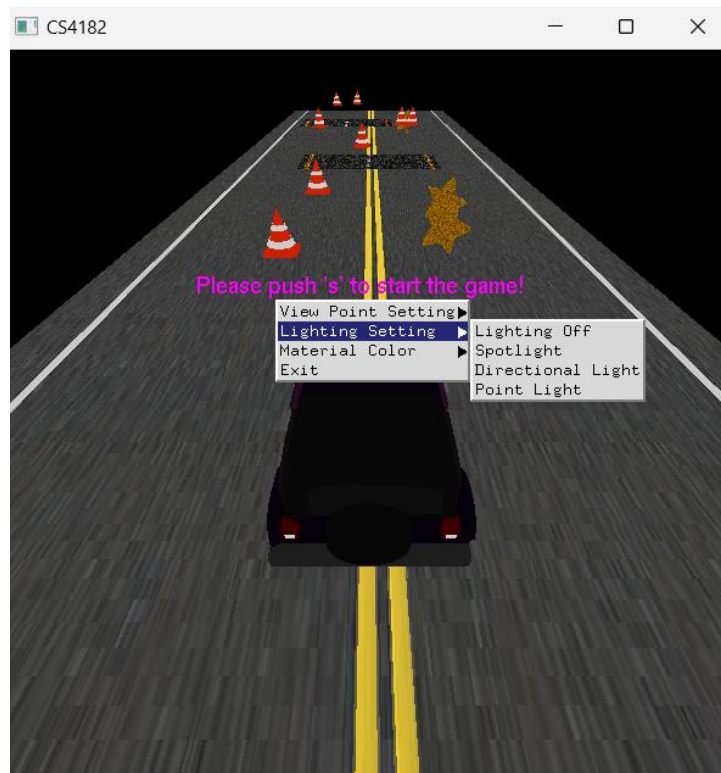 CS4182
Please push 's' to start the game!
View Point Setting
Lighting Setting
Material Color
Exit
Lighting Off
Spotlight
Directional Light
Point Light